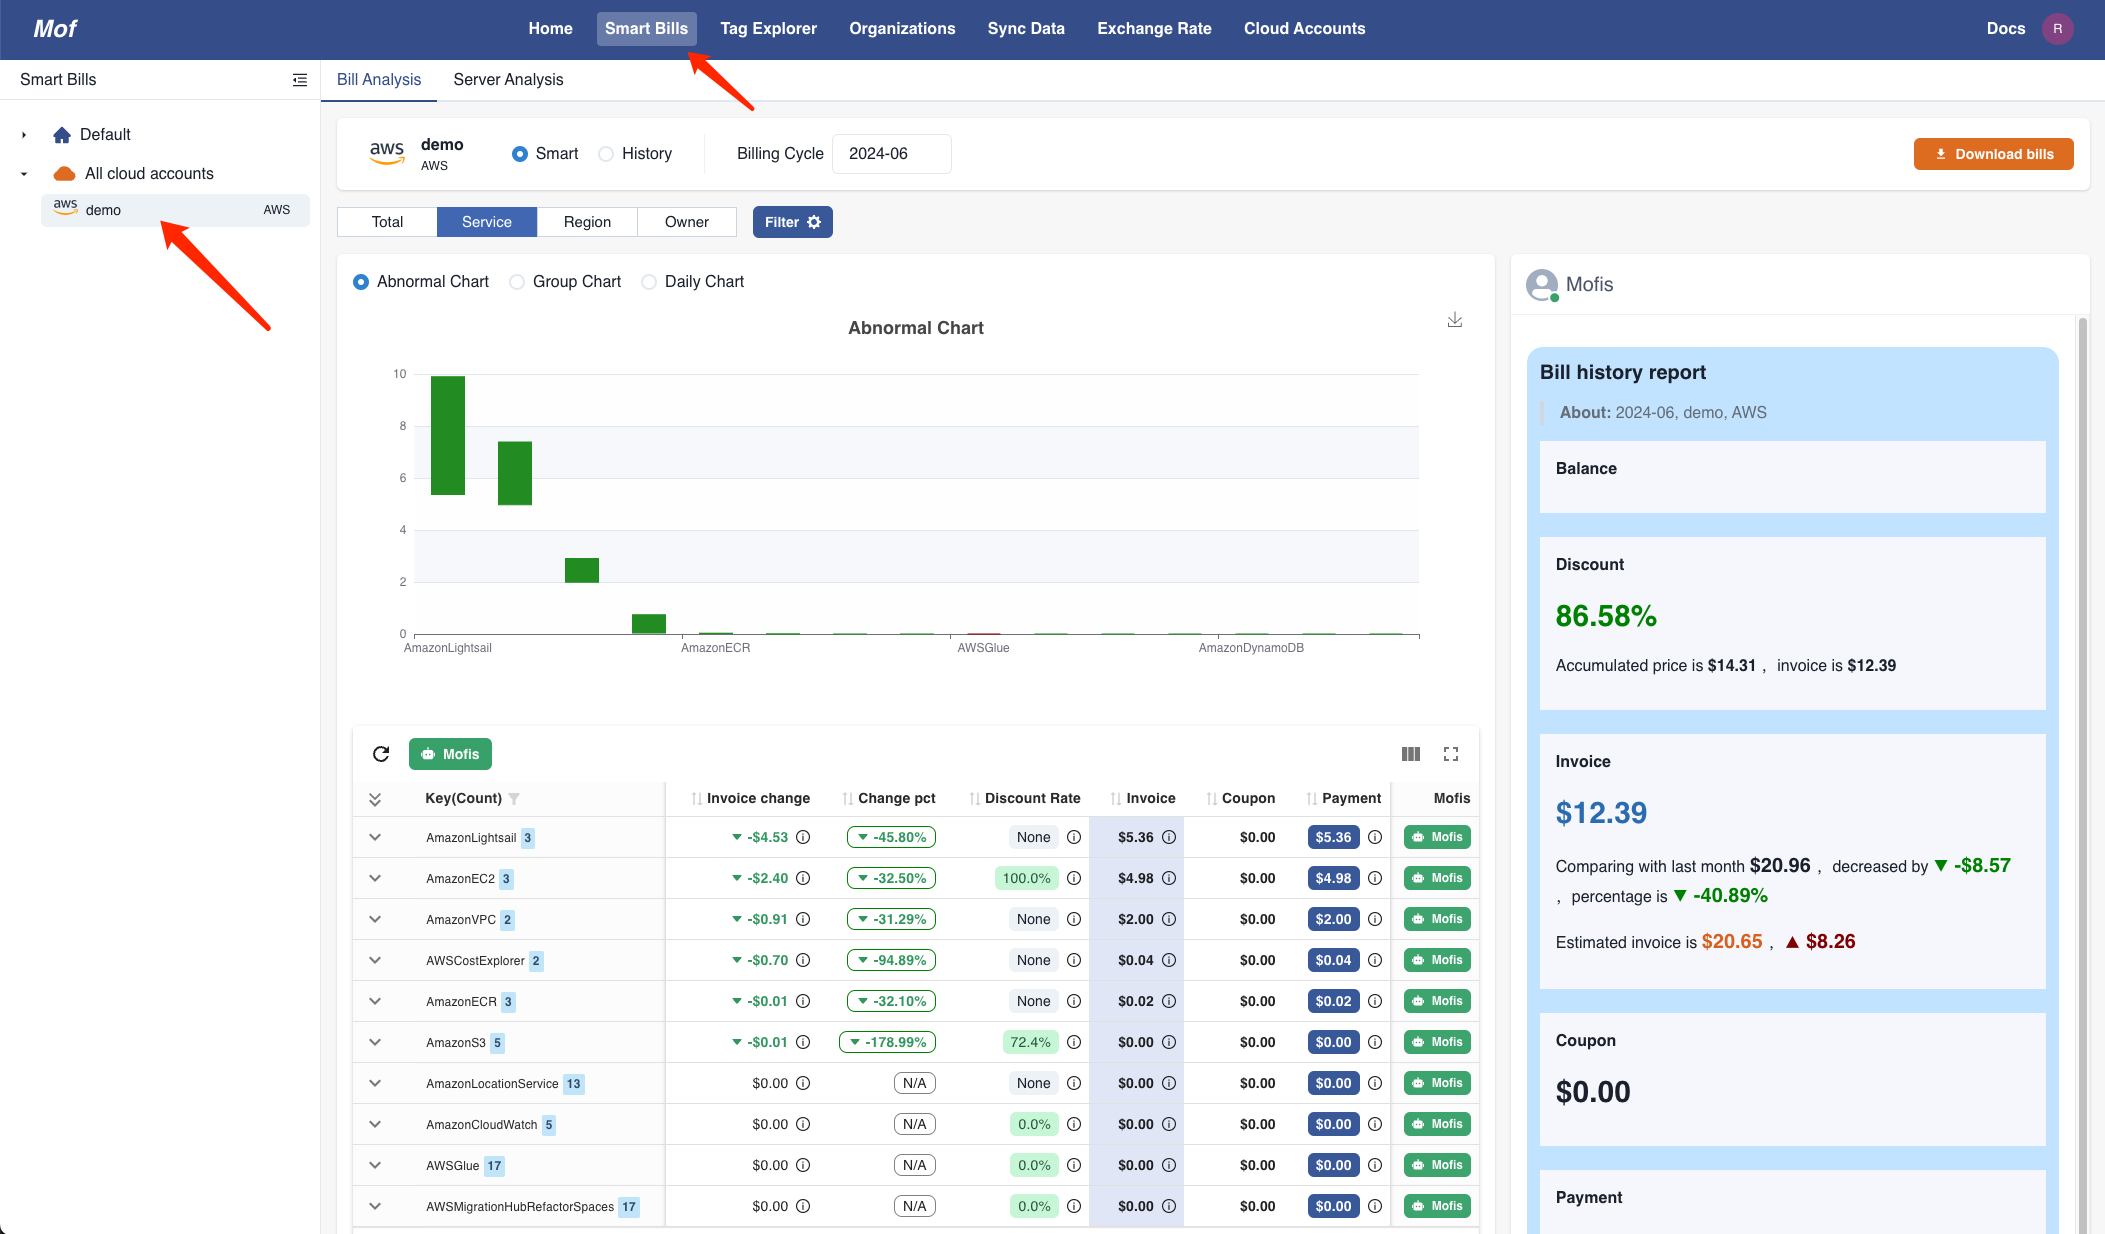 Mof
Home Smart Bills Tag Explorer Organizations Sync Data Exchange Rate Cloud Accounts Docs R
Smart Bills
Bill Analysis Server Analysis
Default
All cloud accounts
aws demo AWS
aws demo
AWS
Smart History Billing Cycle 2024-06 Download bills
Total Service Region Owner Filter
Abnormal Chart Group Chart Daily Chart
Abnormal Chart
10
8
6
4
2
0
AmazonLightsail AmazonECR AWSGlue AmazonDynamoDB
Mofis
Key(Count) Invoice change Change pct Discount Rate Invoice Coupon Payment Mofis
AmazonLightsail 3 -$4.53 -45.80% None $5.36 $0.00 $5.36 Mofis
AmazonEC2 3 -$2.40 -32.50% 100.0% $4.98 $0.00 $4.98 Mofis
AmazonVPC 2 -$0.91 -31.29% None $2.00 $0.00 $2.00 Mofis
AWSCostExplorer 2 -$0.70 -94.89% None $0.04 $0.00 $0.04 Mofis
AmazonECR 3 -$0.01 -32.10% None $0.02 $0.00 $0.02 Mofis
AmazonS3 5 -$0.01 -178.99% 72.4% $0.00 $0.00 $0.00 Mofis
AmazonLocationService 13 $0.00 N/A None $0.00 $0.00 $0.00 Mofis
AmazonCloudWatch 5 $0.00 N/A 0.0% $0.00 $0.00 $0.00 Mofis
AWSGlue 17 $0.00 N/A 0.0% $0.00 $0.00 $0.00 Mofis
AWSMigrationHubRefactorSpaces 17 $0.00 N/A 0.0% $0.00 $0.00 $0.00 Mofis
Mofis
Bill history report
About: 2024-06, demo, AWS
Balance
Discount
86.58%
Accumulated price is $14.31 , invoice is $12.39
Invoice
$12.39
Comparing with last month $20.96 , decreased by ▼ -$8.57
, percentage is ▼ -40.89%
Estimated invoice is $20.65 , ▲ $8.26
Coupon
$0.00
Payment